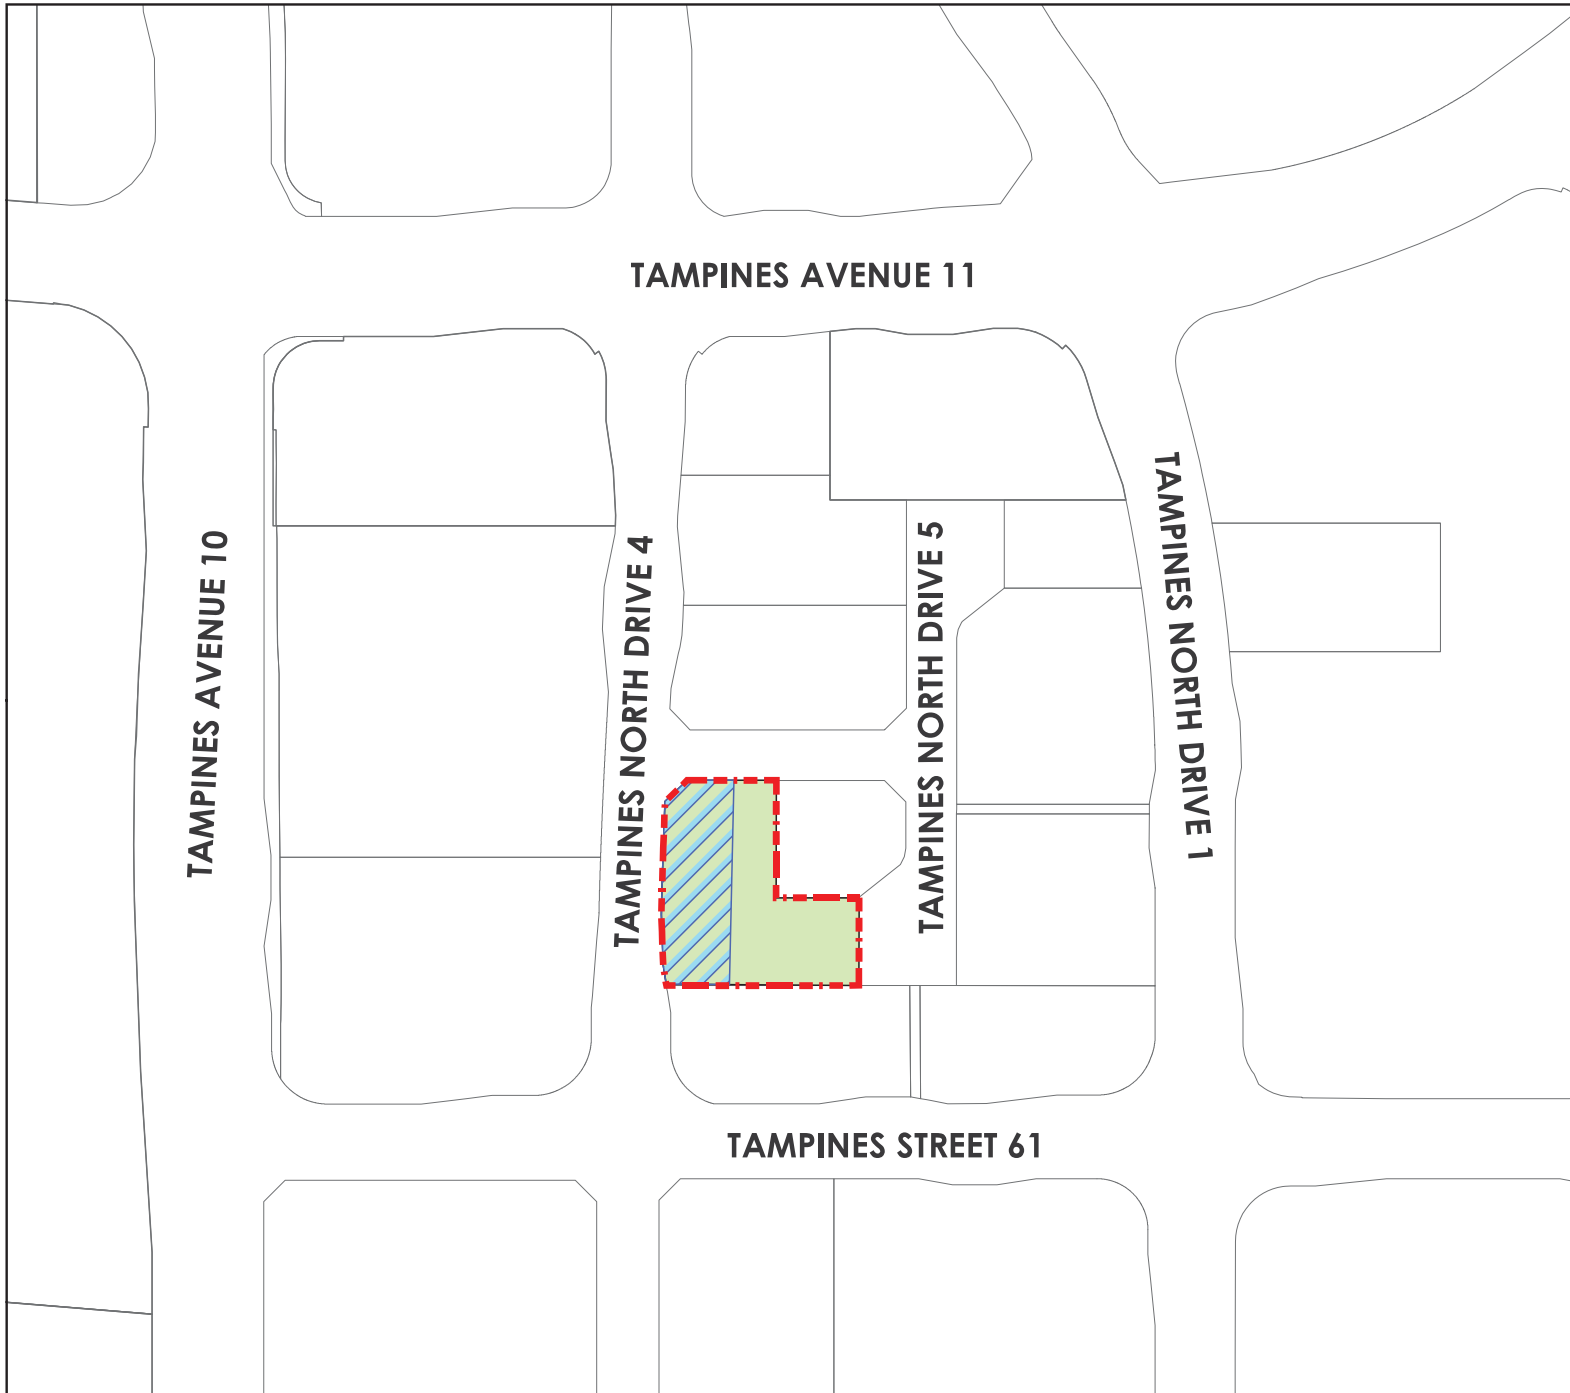 TAMPINES AVENUE 11
TAMPINES AVENUE 10
TAMPINES NORTH DRIVE 4
TAMPINES NORTH DRIVE 5
TAMPINES NORTH DRIVE 1
TAMPINES STREET 61